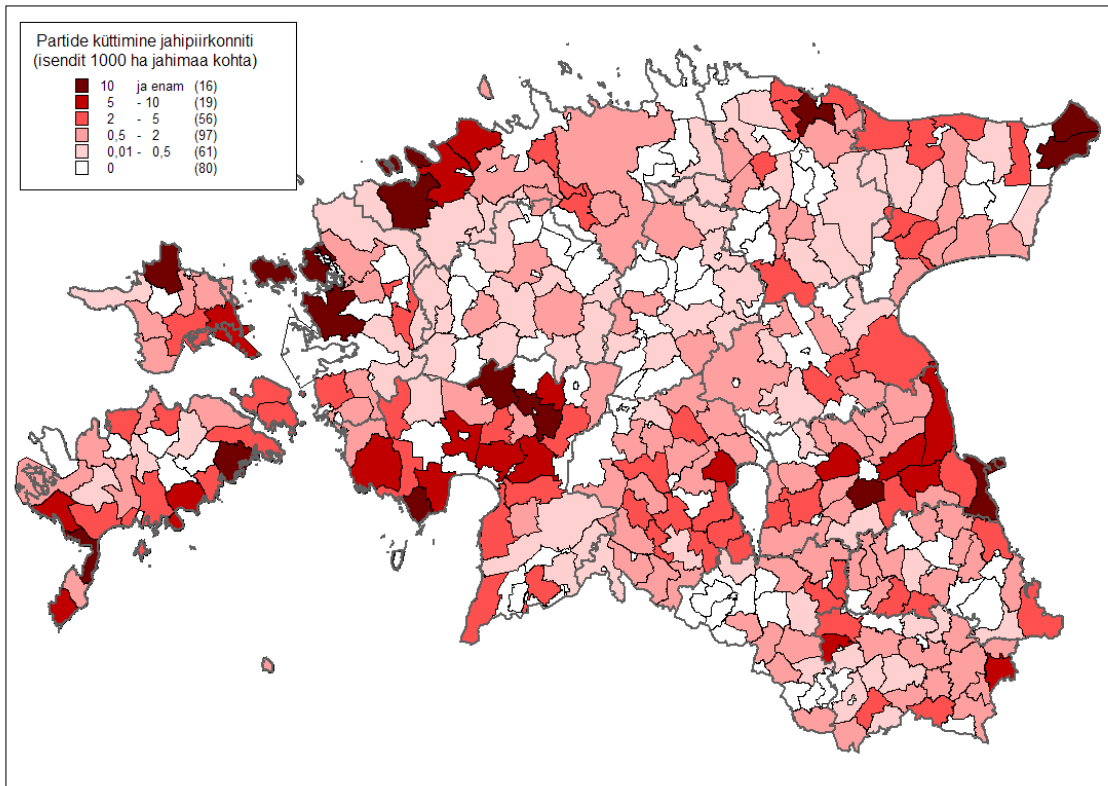 Partide küttimine jahipiirkonniti
(isendit 1000 ha jahimaa kohta)
10 ja enam (16)
5 - 10 (19)
2 - 5 (56)
0,5 - 2 (97)
0,01 - 0,5 (61)
0 (80)